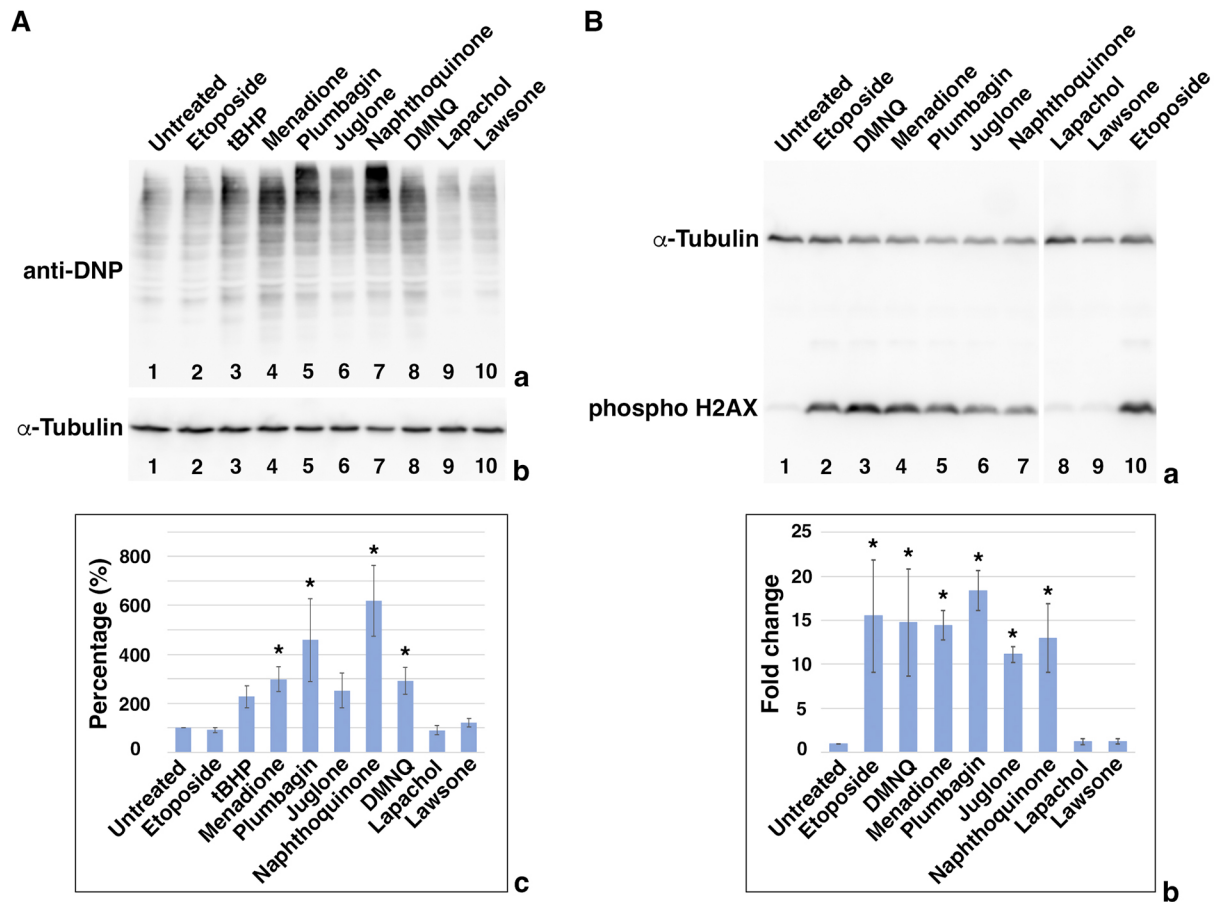 A
Untreated
Etoposide
tBHP
Menadione
Plumbagin
Juglone
Naphthoquinone
DMNQ
Lapachol
Lawsone
anti-DNP
1 2 3 4 5 6 7 8 9 10
a
α-Tubulin
1 2 3 4 5 6 7 8 9 10
b
Percentage (%)
800
600
400
200
0
* * * *
Untreated
Etoposide
tBHP
Menadione
Plumbagin
Juglone
Naphthoquinone
DMNQ
Lapachol
Lawsone
c
B
Untreated
Etoposide
DMNQ
Menadione
Plumbagin
Juglone
Naphthoquinone
Lapachol
Lawsone
Etoposide
α-Tubulin
phospho H2AX
1 2 3 4 5 6 7 8 9 10
a
Fold change
25
20
15
10
5
0
* * * * * *
Untreated
Etoposide
DMNQ
Menadione
Plumbagin
Juglone
Naphthoquinone
Lapachol
Lawsone
b